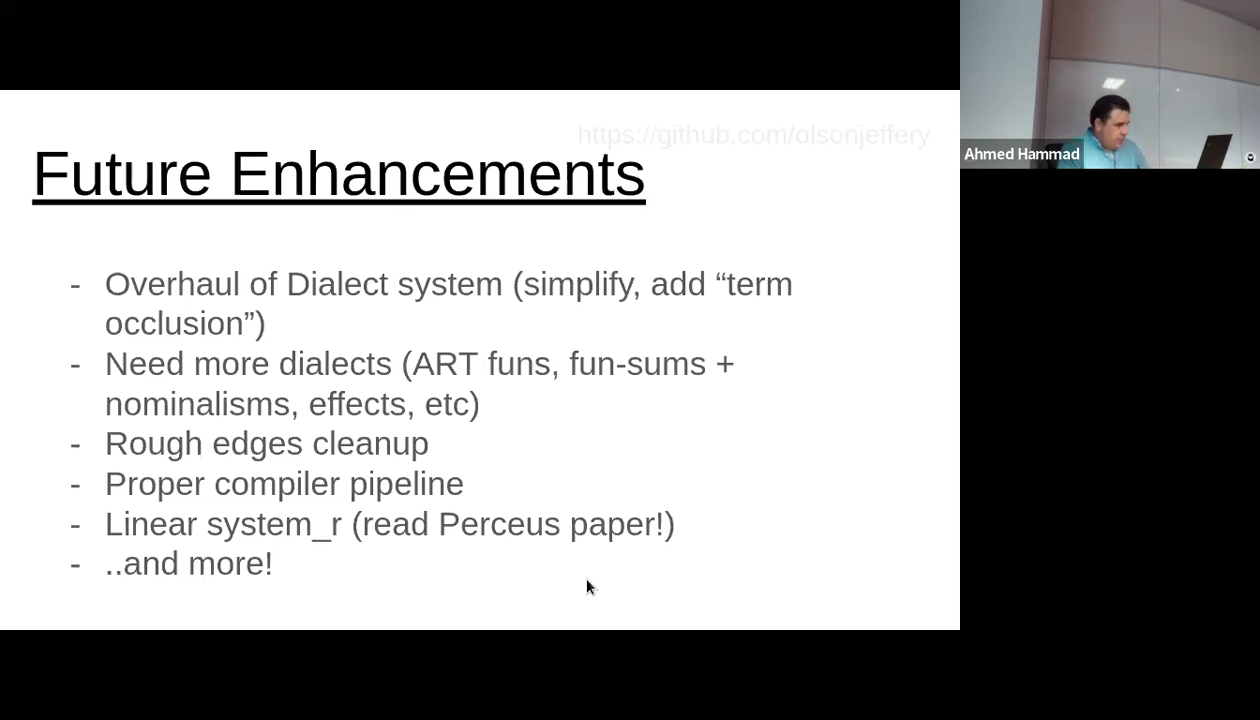 https://github.com/olsonjeffery
Future Enhancements
- Overhaul of Dialect system (simplify, add “term
occlusion”)
- Need more dialects (ART funs, fun-sums +
nominalisms, effects, etc)
- Rough edges cleanup
- Proper compiler pipeline
- Linear system_r (read Perceus paper!)
- ..and more!
Ahmed Hammad